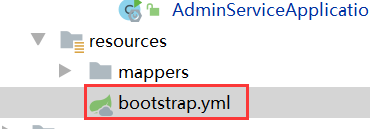 AdminServiceApplicatio
resources
mappers
bootstrap.yml